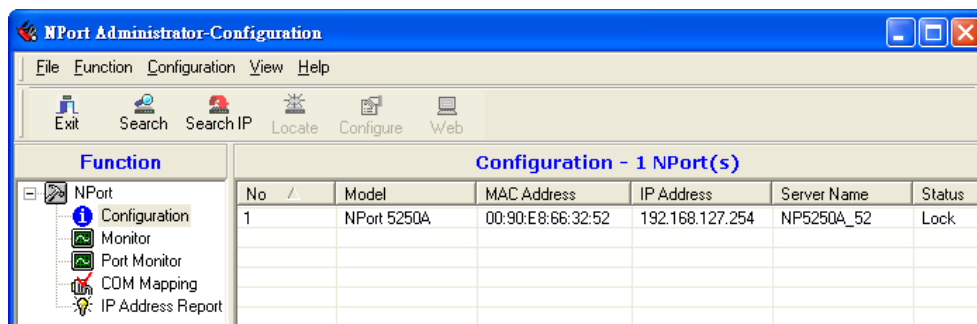 NPort Administrator-Configuration
File Function Configuration View Help
Exit Search Search IP Locate Configure Web
Function
Configuration - 1 NPort(s)
NPort
Configuration
Monitor
Port Monitor
COM Mapping
IP Address Report
No Model MAC Address IP Address Server Name Status
1 NPort 5250A 00:90:E8:66:32:52 192.168.127.254 NP5250A_52 Lock